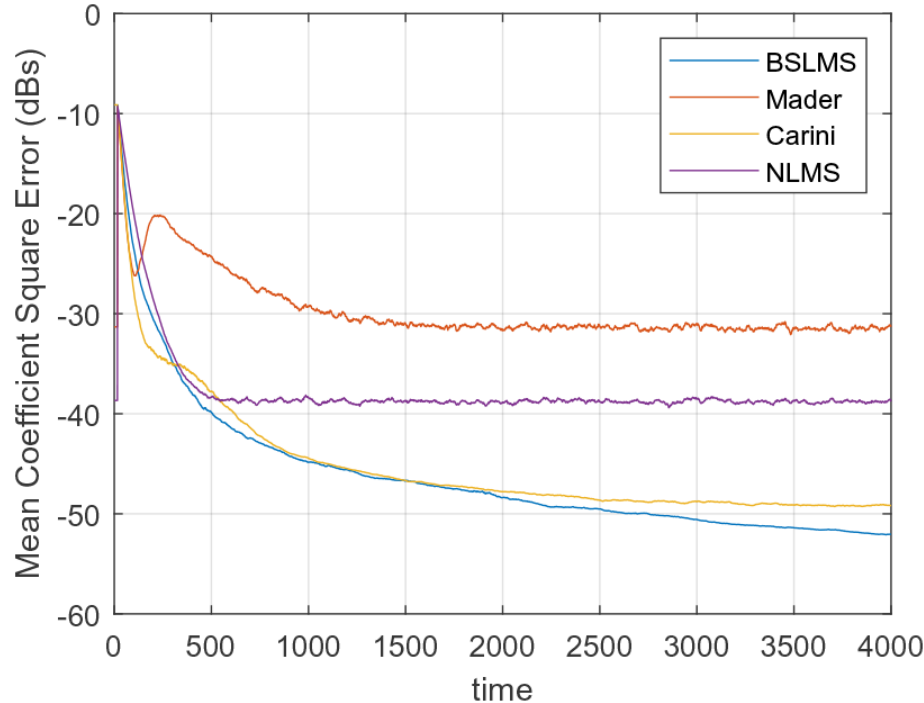 Mean Coefficient Square Error (dBs)
0
-10
-20
-30
-40
-50
-60
BSLMS
Mader
Carini
NLMS
0 500 1000 1500 2000 2500 3000 3500 4000
time